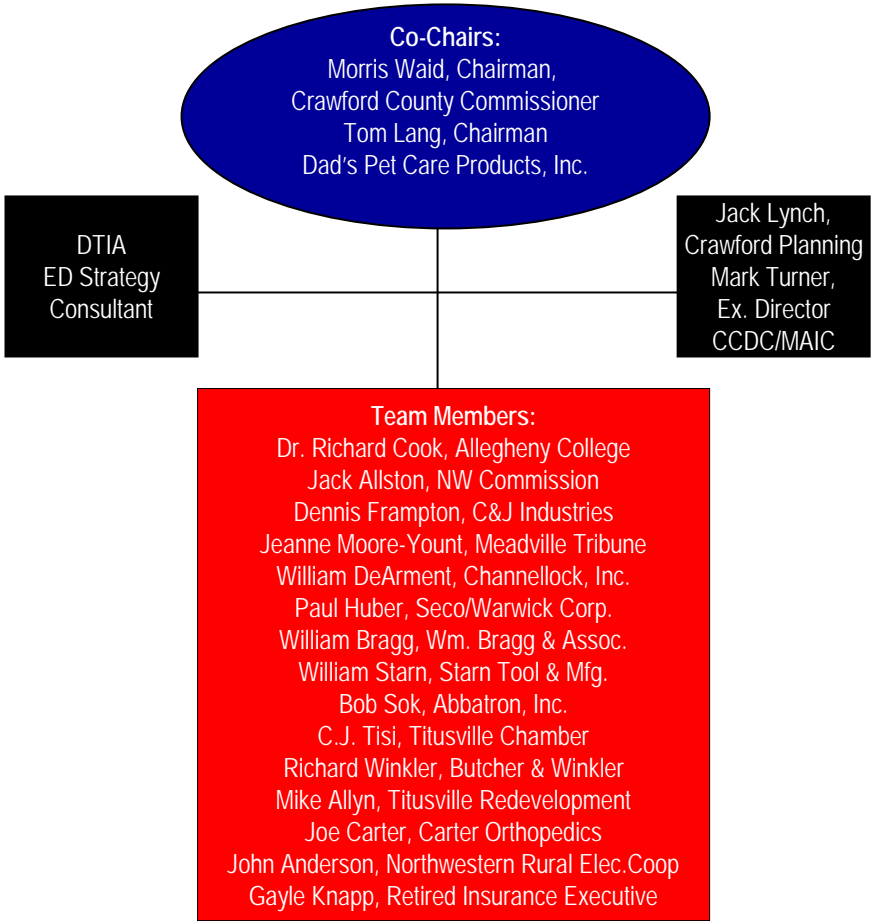 Co-Chairs:
Morris Waid, Chairman,
Crawford County Commissioner
Tom Lang, Chairman
Dad's Pet Care Products, Inc.
DTIA
ED Strategy
Consultant
Jack Lynch,
Crawford Planning
Mark Turner,
Ex. Director
CCDC/MAIC
Team Members:
Dr. Richard Cook, Allegheny College
Jack Allston, NW Commission
Dennis Frampton, C&J Industries
Jeanne Moore-Yount, Meadville Tribune
William DeArment, Channellock, Inc.
Paul Huber, Seco/Warwick Corp.
William Bragg, Wm. Bragg & Assoc.
William Starn, Starn Tool & Mfg.
Bob Sok, Abbatron, Inc.
C.J. Tisi, Titusville Chamber
Richard Winkler, Butcher & Winkler
Mike Allyn, Titusville Redevelopment
Joe Carter, Carter Orthopedics
John Anderson, Northwestern Rural Elec.Coop
Gayle Knapp, Retired Insurance Executive